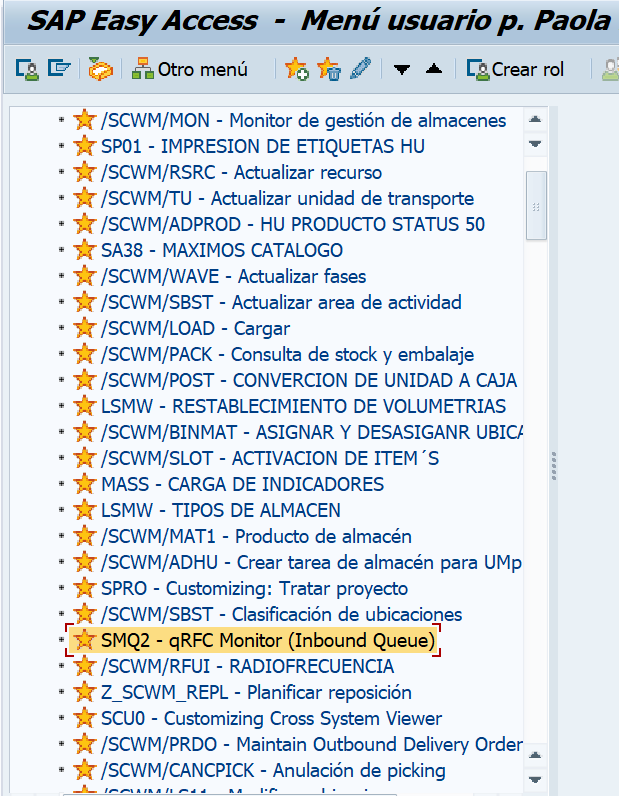 SAP Easy Access - Menú usuario p. Paola
Otro menú
Crear rol
/SCWM/MON - Monitor de gestión de almacenes
SP01 - IMPRESION DE ETIQUETAS HU
/SCWM/RSRC - Actualizar recurso
/SCWM/TU - Actualizar unidad de transporte
/SCWM/ADPROD - HU PRODUCTO STATUS 50
SA38 - MAXIMOS CATALOGO
/SCWM/WAVE - Actualizar fases
/SCWM/SBST - Actualizar area de actividad
/SCWM/LOAD - Cargar
/SCWM/PACK - Consulta de stock y embalaje
/SCWM/POST - CONVERCION DE UNIDAD A CAJA
LSMW - RESTABLECIMIENTO DE VOLUMETRIAS
/SCWM/BINMAT - ASIGNAR Y DESASIGANR UBICA
/SCWM/SLOT - ACTIVACION DE ITEM´S
MASS - CARGA DE INDICADORES
LSMW - TIPOS DE ALMACEN
/SCWM/MAT1 - Producto de almacén
/SCWM/ADHU - Crear tarea de almacén para UMp
SPRO - Customizing: Tratar proyecto
/SCWM/SBST - Clasificación de ubicaciones
SMQ2 - qRFC Monitor (Inbound Queue)
/SCWM/RFUI - RADIOFRECUENCIA
Z_SCWM_REPL - Planificar reposición
SCU0 - Customizing Cross System Viewer
/SCWM/PRDO - Maintain Outbound Delivery Order
/SCWM/CANCPICK - Anulación de picking